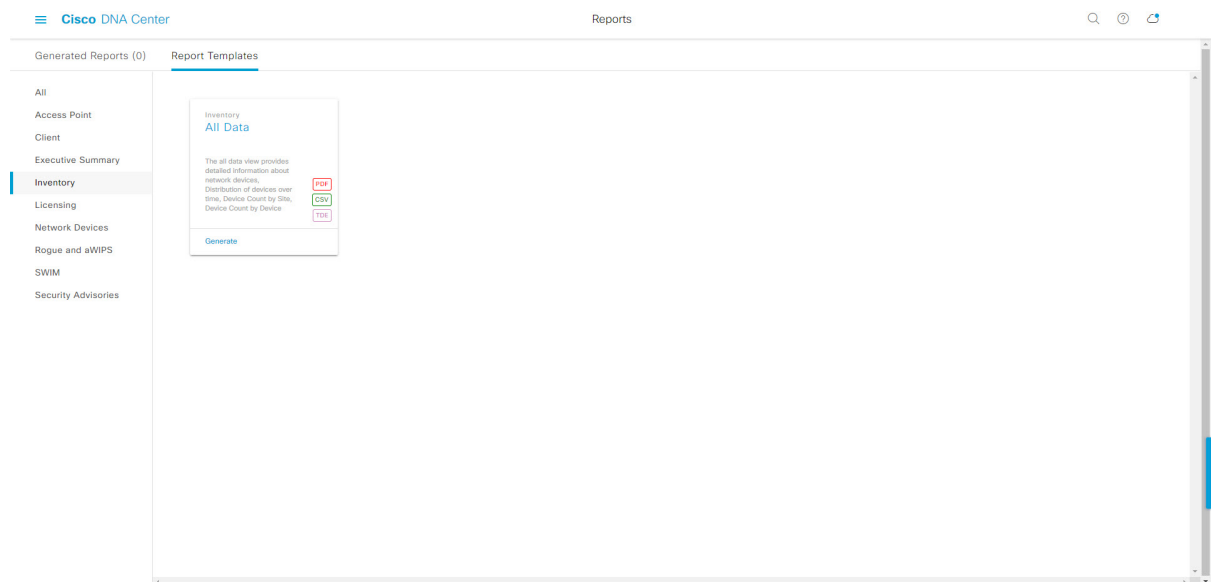 Cisco DNA Center
Reports
Generated Reports (0)
Report Templates
All
Access Point
Client
Executive Summary
Inventory
Licensing
Network Devices
Rogue and aWIPS
SWIM
Security Advisories
Inventory
All Data
The all data view provides
detailed information about
network devices,
Distribution of devices over
time, Device Count by Site,
Device Count by Device
PDF
CSV
TDE
Generate